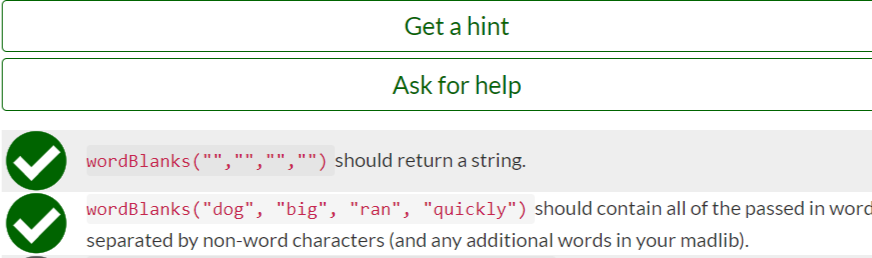 Get a hint
Ask for help
wordBlanks("","","","") should return a string.
wordBlanks("dog", "big", "ran", "quickly") should contain all of the passed in word
separated by non-word characters (and any additional words in your madlib).